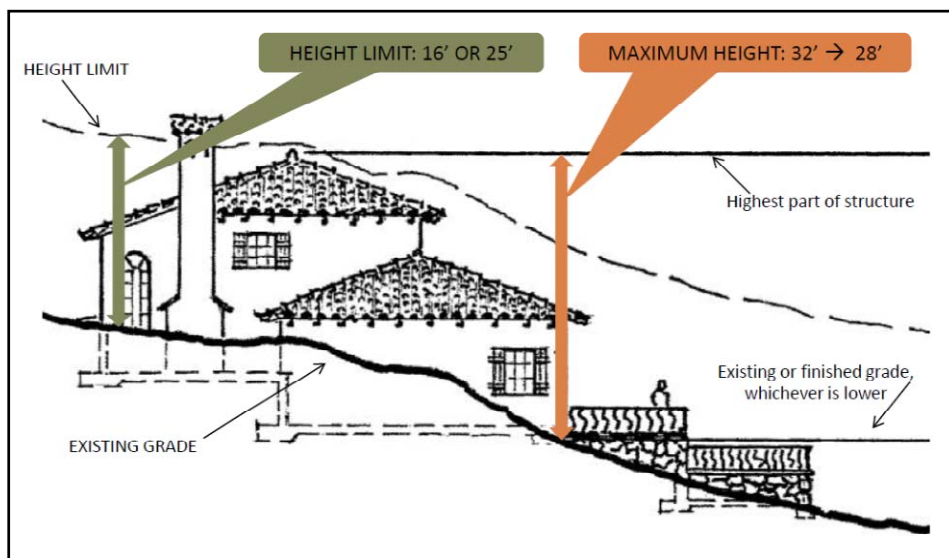 HEIGHT LIMIT: 16’ OR 25’
MAXIMUM HEIGHT: 32’ → 28’
HEIGHT LIMIT
Highest part of structure
Existing or finished grade,
whichever is lower
EXISTING GRADE